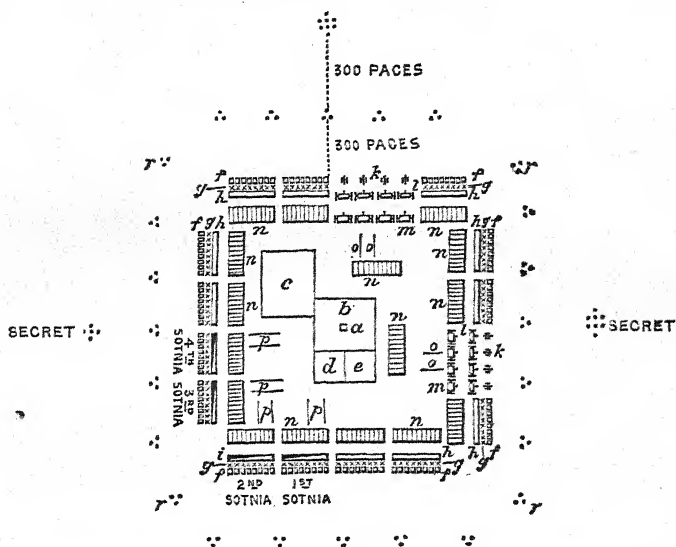 300 PACES
300 PACES
r
r
f
k
f
g
h
l
h
g
f
g
h
m
h
g
f
n
n
n
o
o
n
n
c
n
n
n
b
a
n
SECRET
SECRET
l
k
p
o
o
d
e
m
p
4TH SOTNIA
3RD SOTNIA
p
p
n
n
g
i
f
h
g
f
h
g
f
2ND SOTNIA
1ST SOTNIA
r
r